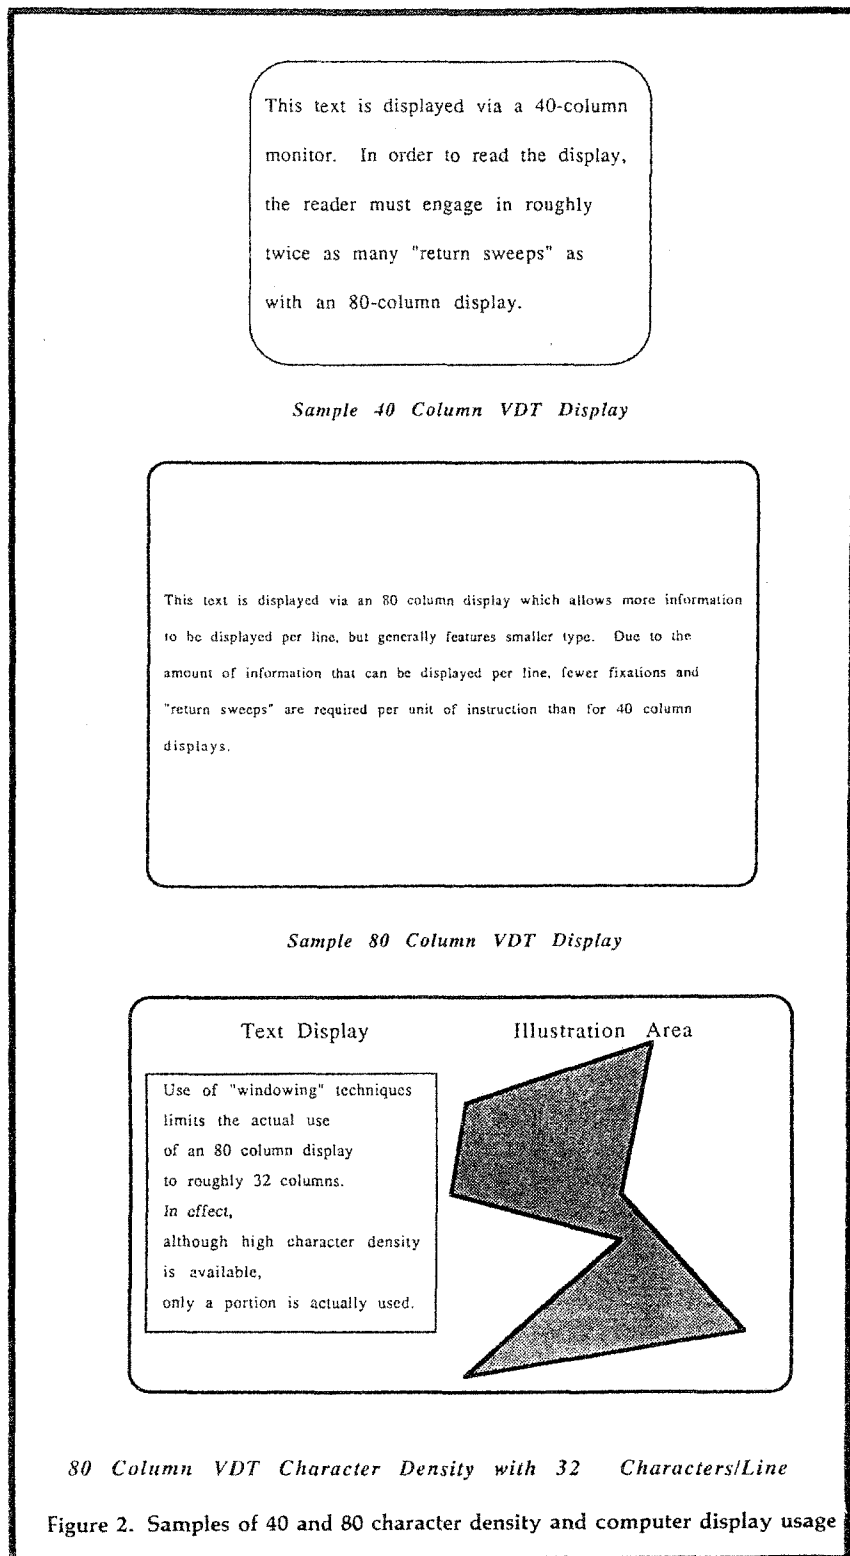 This text is displayed via a 40-column
monitor. In order to read the display,
the reader must engage in roughly
twice as many "return sweeps" as
with an 80-column display.
Sample 40 Column VDT Display
This text is displayed via an 80 column display which allows more information
to be displayed per line, but generally features smaller type. Due to the
amount of information that can be displayed per line, fewer fixations and
"return sweeps" are required per unit of instruction than for 40 column
displays.
Sample 80 Column VDT Display
Text Display
Use of "windowing" techniques
limits the actual use
of an 80 column display
to roughly 32 columns.
In effect,
although high character density
is available,
only a portion is actually used.
Illustration Area
80 Column VDT Character Density with 32 Characters/Line
Figure 2. Samples of 40 and 80 character density and computer display usage